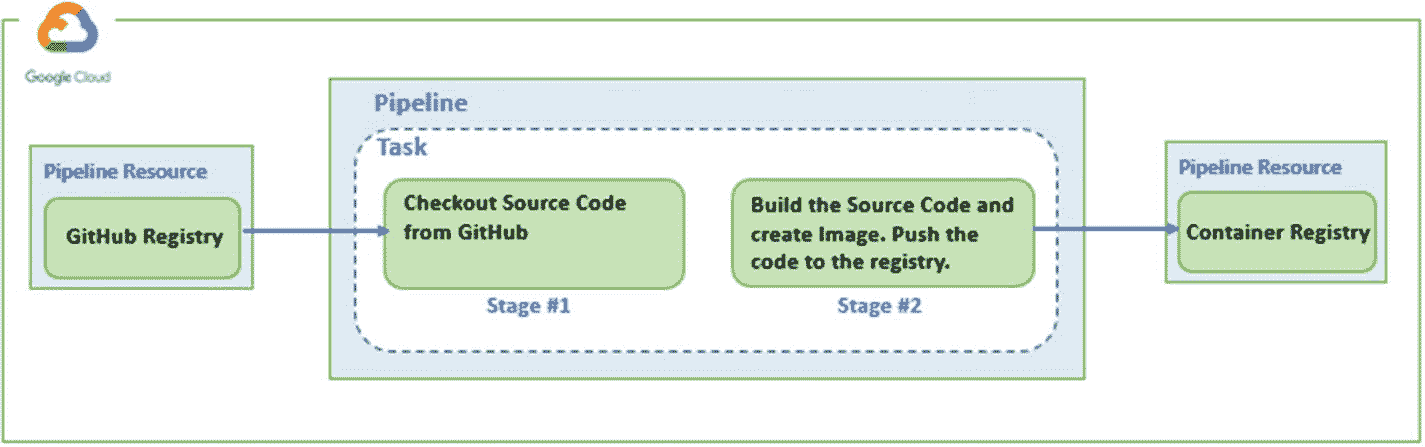 Google Cloud
Pipeline
Task
Pipeline Resource
GitHub Registry
Checkout Source Code
from GitHub
Stage #1
Build the Source Code and
create Image. Push the
code to the registry.
Stage #2
Pipeline Resource
Container Registry